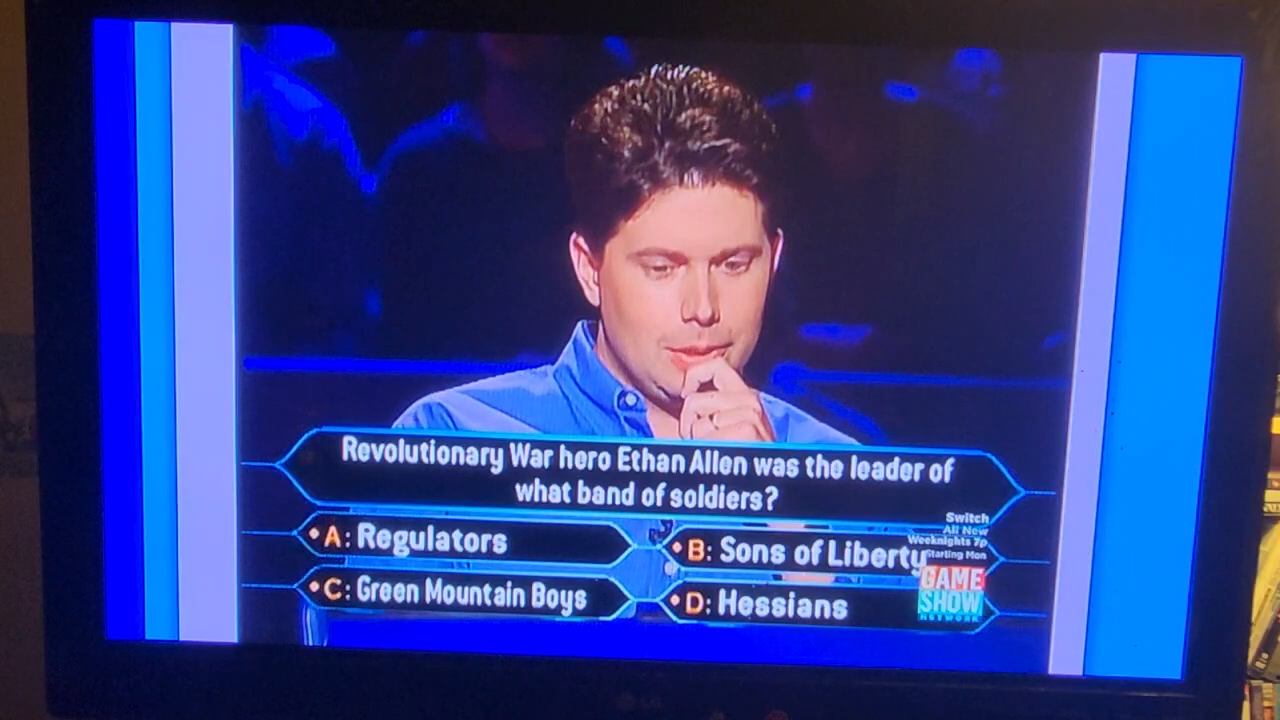 Revolutionary War hero Ethan Allen was the leader of
what band of soldiers?
A: Regulators
B: Sons of Liberty
C: Green Mountain Boys
D: Hessians
Switch
All New
Weeknights 7p
Starting Mon
GAME
SHOW
NETWORK
LG